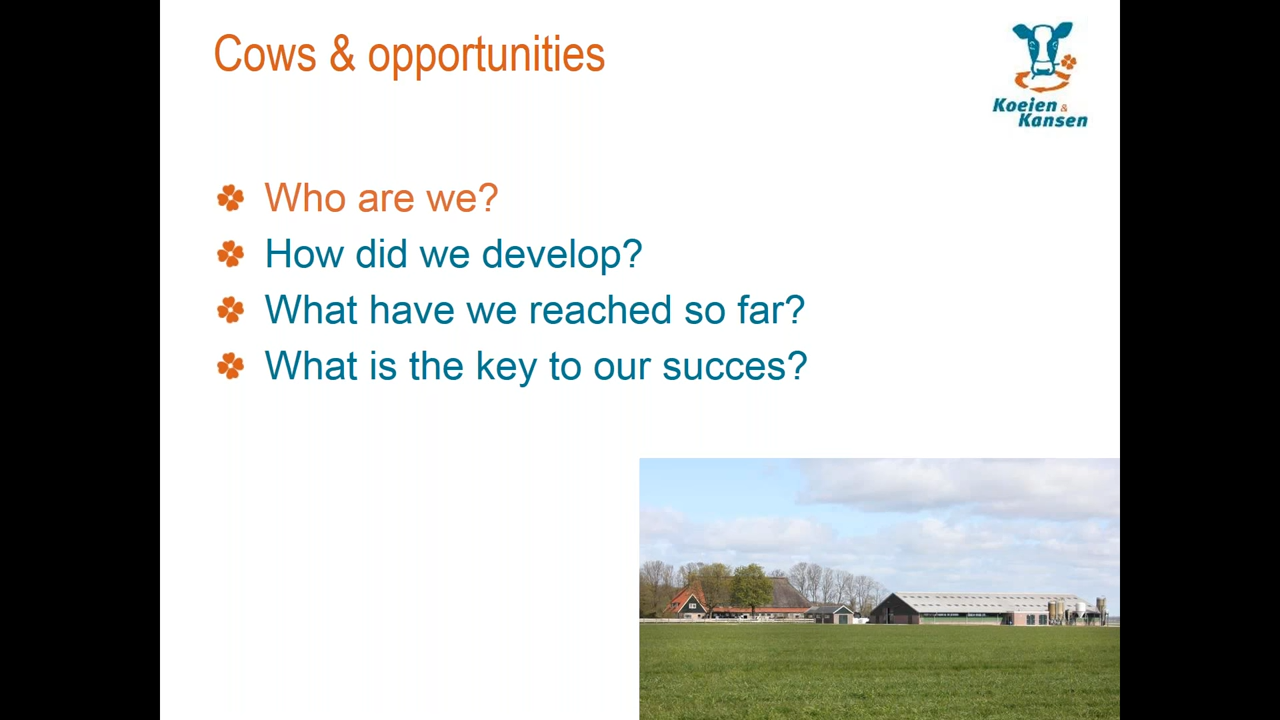 Cows & opportunities
Koeien &
Kansen
Who are we?
How did we develop?
What have we reached so far?
What is the key to our succes?